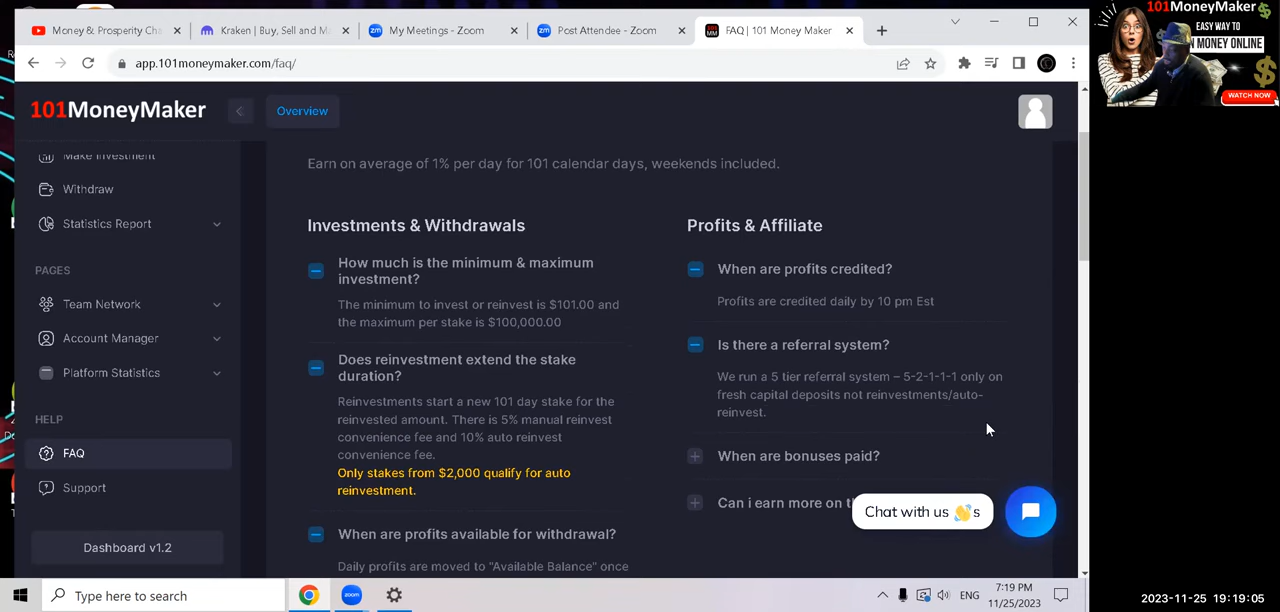 Money & Prosperity Cha
Kraken | Buy, Sell and M
My Meetings - Zoom
Post Attendee - Zoom
FAQ | 101 Money Maker
app.101moneymaker.com/faq/
101MoneyMaker
EASY WAY TO
MONEY ONLINE
WATCH NOW
101MoneyMaker
Overview
Make Investment
Withdraw
Statistics Report
PAGES
Team Network
Account Manager
Platform Statistics
HELP
FAQ
Support
Dashboard v1.2
Earn on average of 1% per day for 101 calendar days, weekends included.
Investments & Withdrawals
How much is the minimum & maximum
investment?
The minimum to invest or reinvest is $101.00 and
the maximum per stake is $100,000.00
Does reinvestment extend the stake
duration?
Reinvestments start a new 101 day stake for the
reinvested amount. There is 5% manual reinvest
convenience fee and 10% auto reinvest
convenience fee.
Only stakes from $2,000 qualify for auto
reinvestment.
When are profits available for withdrawal?
Daily profits are moved to "Available Balance" once
Profits & Affiliate
When are profits credited?
Profits are credited daily by 10 pm Est
Is there a referral system?
We run a 5 tier referral system – 5-2-1-1-1 only on
fresh capital deposits not reinvestments/auto-
reinvest.
When are bonuses paid?
Can i earn more on
Chat with us 👋 s
Type here to search
zoom
ENG
7:19 PM
11/25/2023
2023-11-25 19:19:05